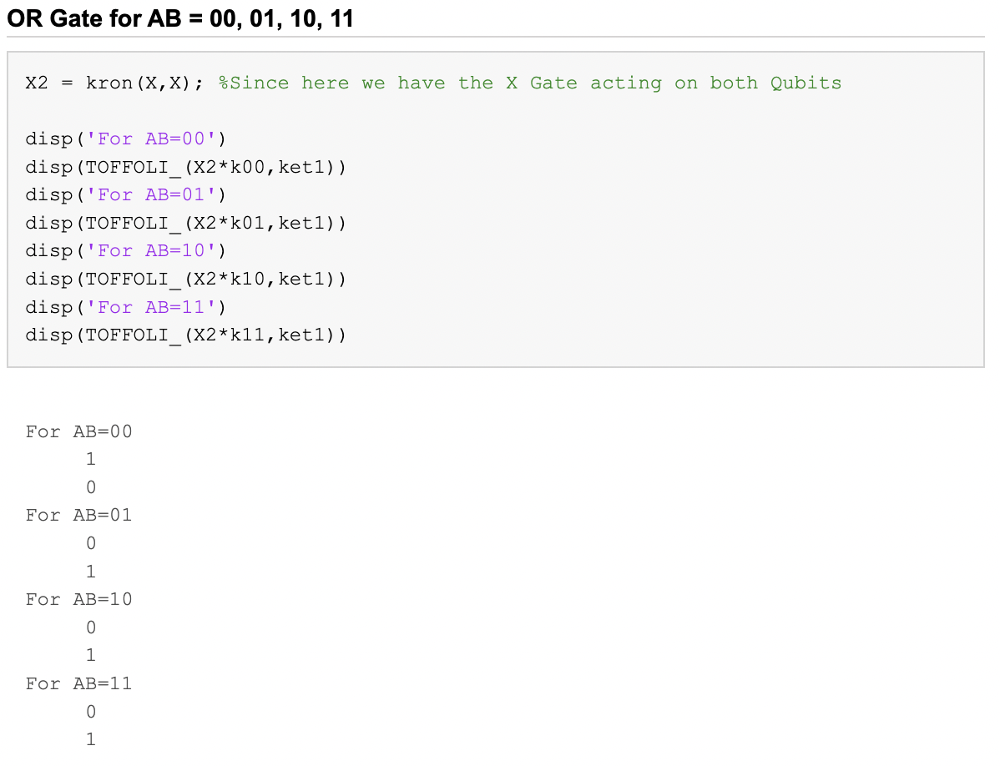 OR Gate for AB = 00, 01, 10, 11
X2 = kron(X,X); %Since here we have the X Gate acting on both Qubits
disp('For AB=00')
disp(TOFFOLI_(X2*k00,ket1))
disp('For AB=01')
disp(TOFFOLI_(X2*k01,ket1))
disp('For AB=10')
disp(TOFFOLI_(X2*k10,ket1))
disp('For AB=11')
disp(TOFFOLI_(X2*k11,ket1))
For AB=00
1
0
For AB=01
0
1
For AB=10
0
1
For AB=11
0
1